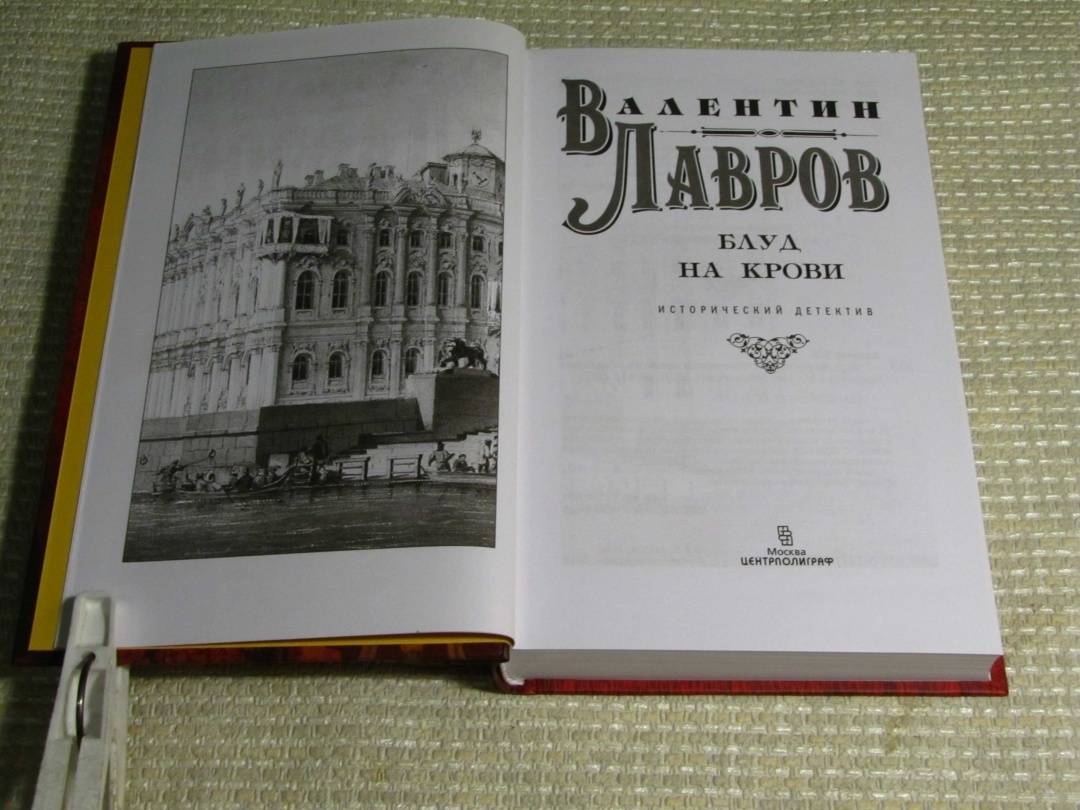 ВАЛЕНТИН
ЛАВРОВ
БЛУД
НА КРОВИ
ИСТОРИЧЕСКИЙ ДЕТЕКТИВ
Москва
ЦЕНТРПОЛИГРАФ